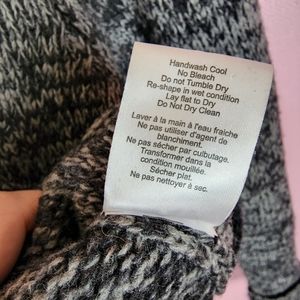 Handwash Cool
No Bleach
Do not Tumble Dry
Re-shape in wet condition
Lay flat to Dry
Do Not Dry Clean
Laver à la main à l'eau fraiche
Ne pas utiliser d'agent de
blanchiment.
Ne pas sécher par culbutage.
Transformer dans la
condition mouillée.
Sécher plat.
Ne pas nettoyer à sec.